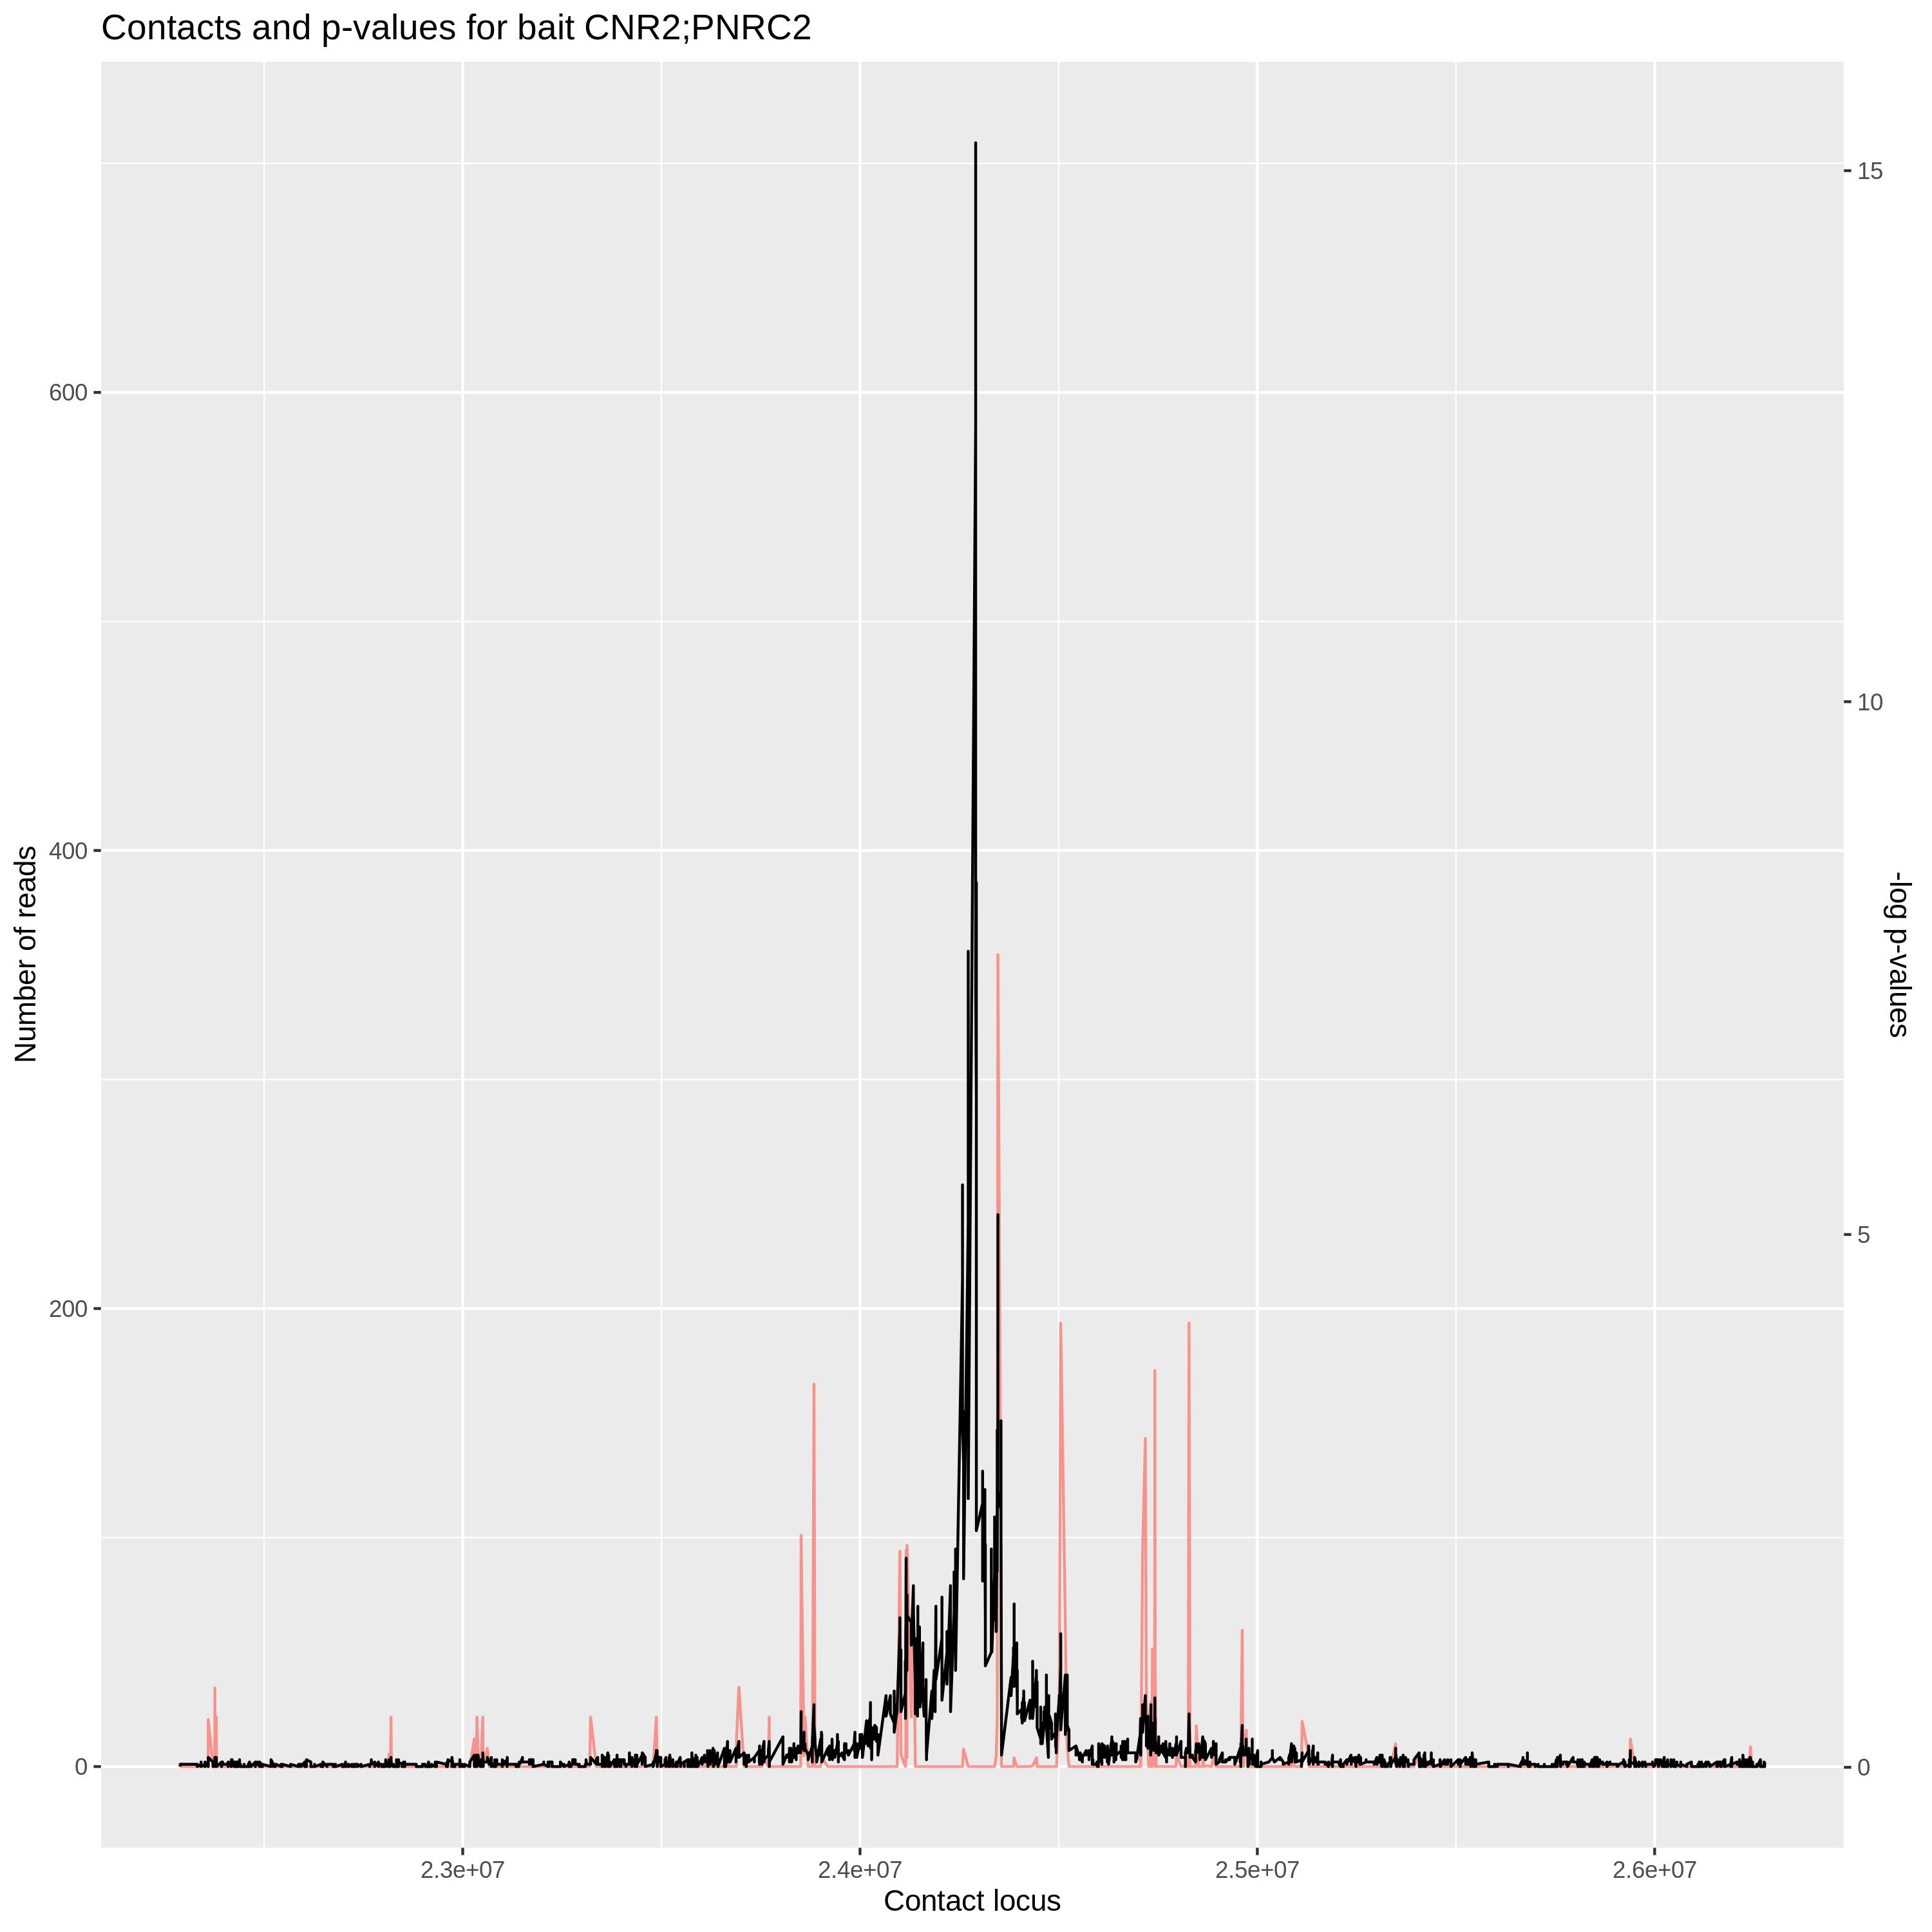 Contacts and p-values for bait CNR2;PNRC2
Number of reads
600
400
200
0
15
10
5
0
-log p-values
2.3e+07
2.4e+07
2.5e+07
2.6e+07
Contact locus